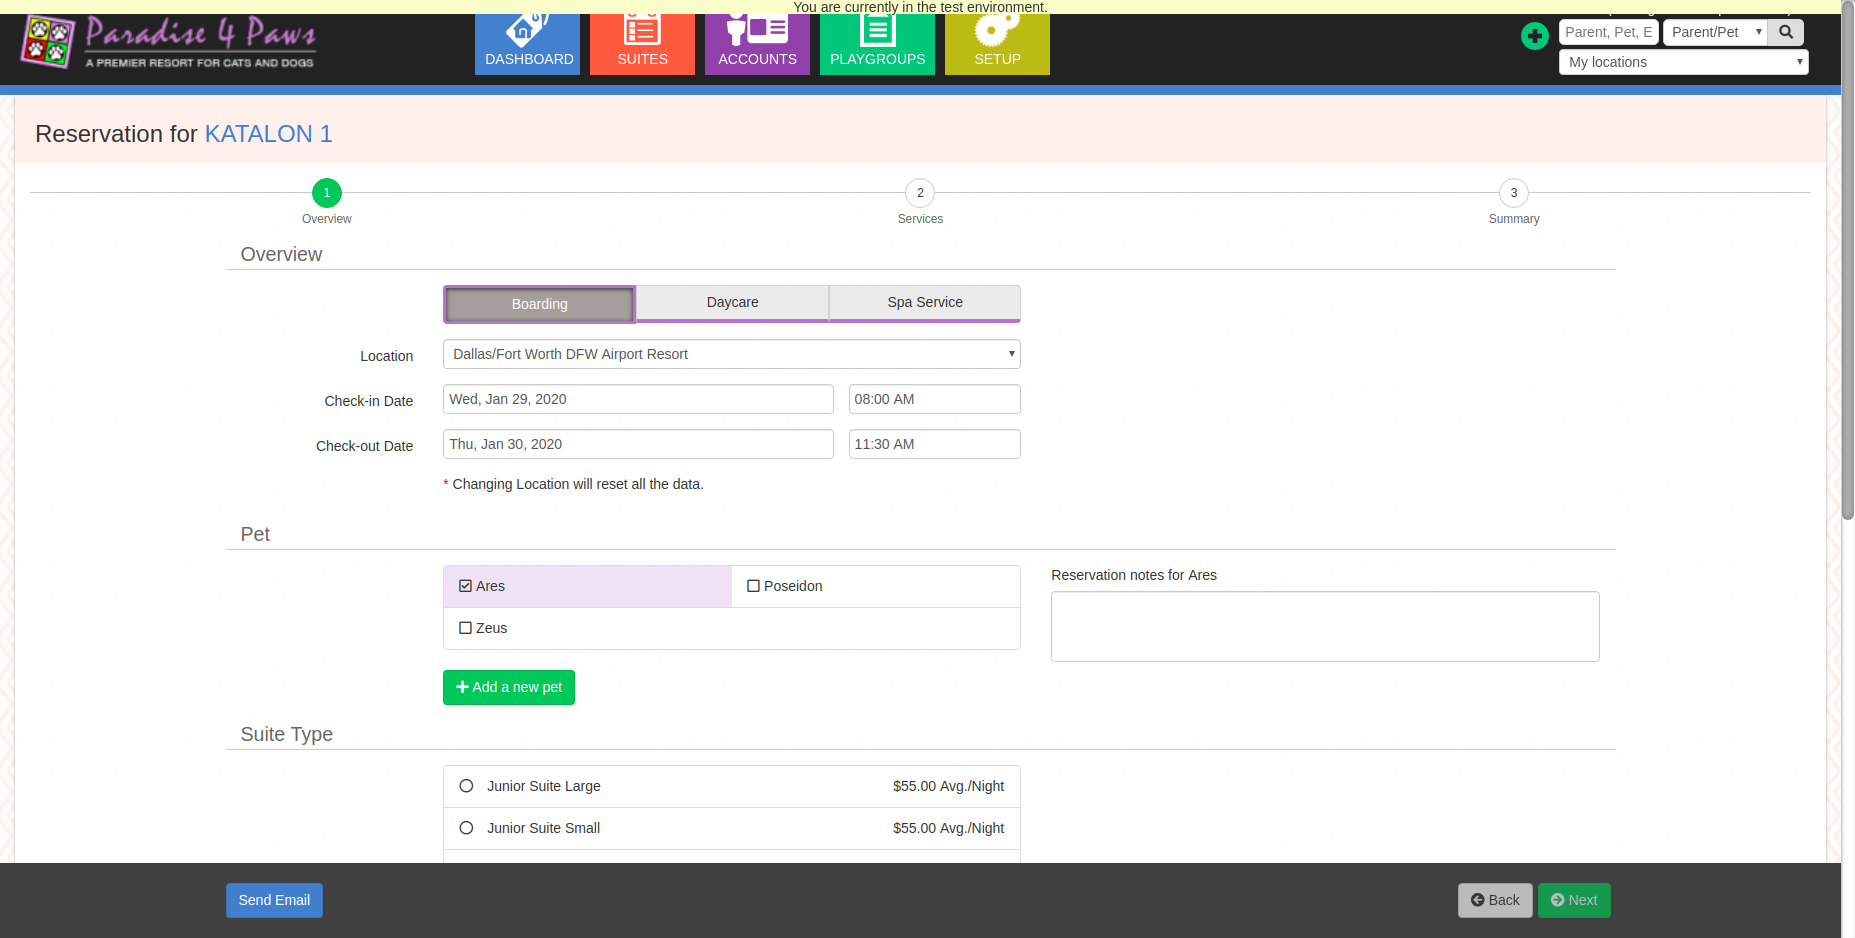 You are currently in the test environment.
Paradise 4 Paws
A PREMIER RESORT FOR CATS AND DOGS
DASHBOARD
SUITES
ACCOUNTS
PLAYGROUPS
SETUP
Parent, Pet, E
Parent/Pet
My locations
Reservation for KATALON 1
1
2
3
Overview
Services
Summary
Overview
Boarding
Daycare
Spa Service
Location
Dallas/Fort Worth DFW Airport Resort
Check-in Date
Wed, Jan 29, 2020
08:00 AM
Check-out Date
Thu, Jan 30, 2020
11:30 AM
* Changing Location will reset all the data.
Pet
Ares
Poseidon
Zeus
Reservation notes for Ares
Add a new pet
Suite Type
Junior Suite Large $55.00 Avg./Night
Junior Suite Small $55.00 Avg./Night
Send Email
Back
Next